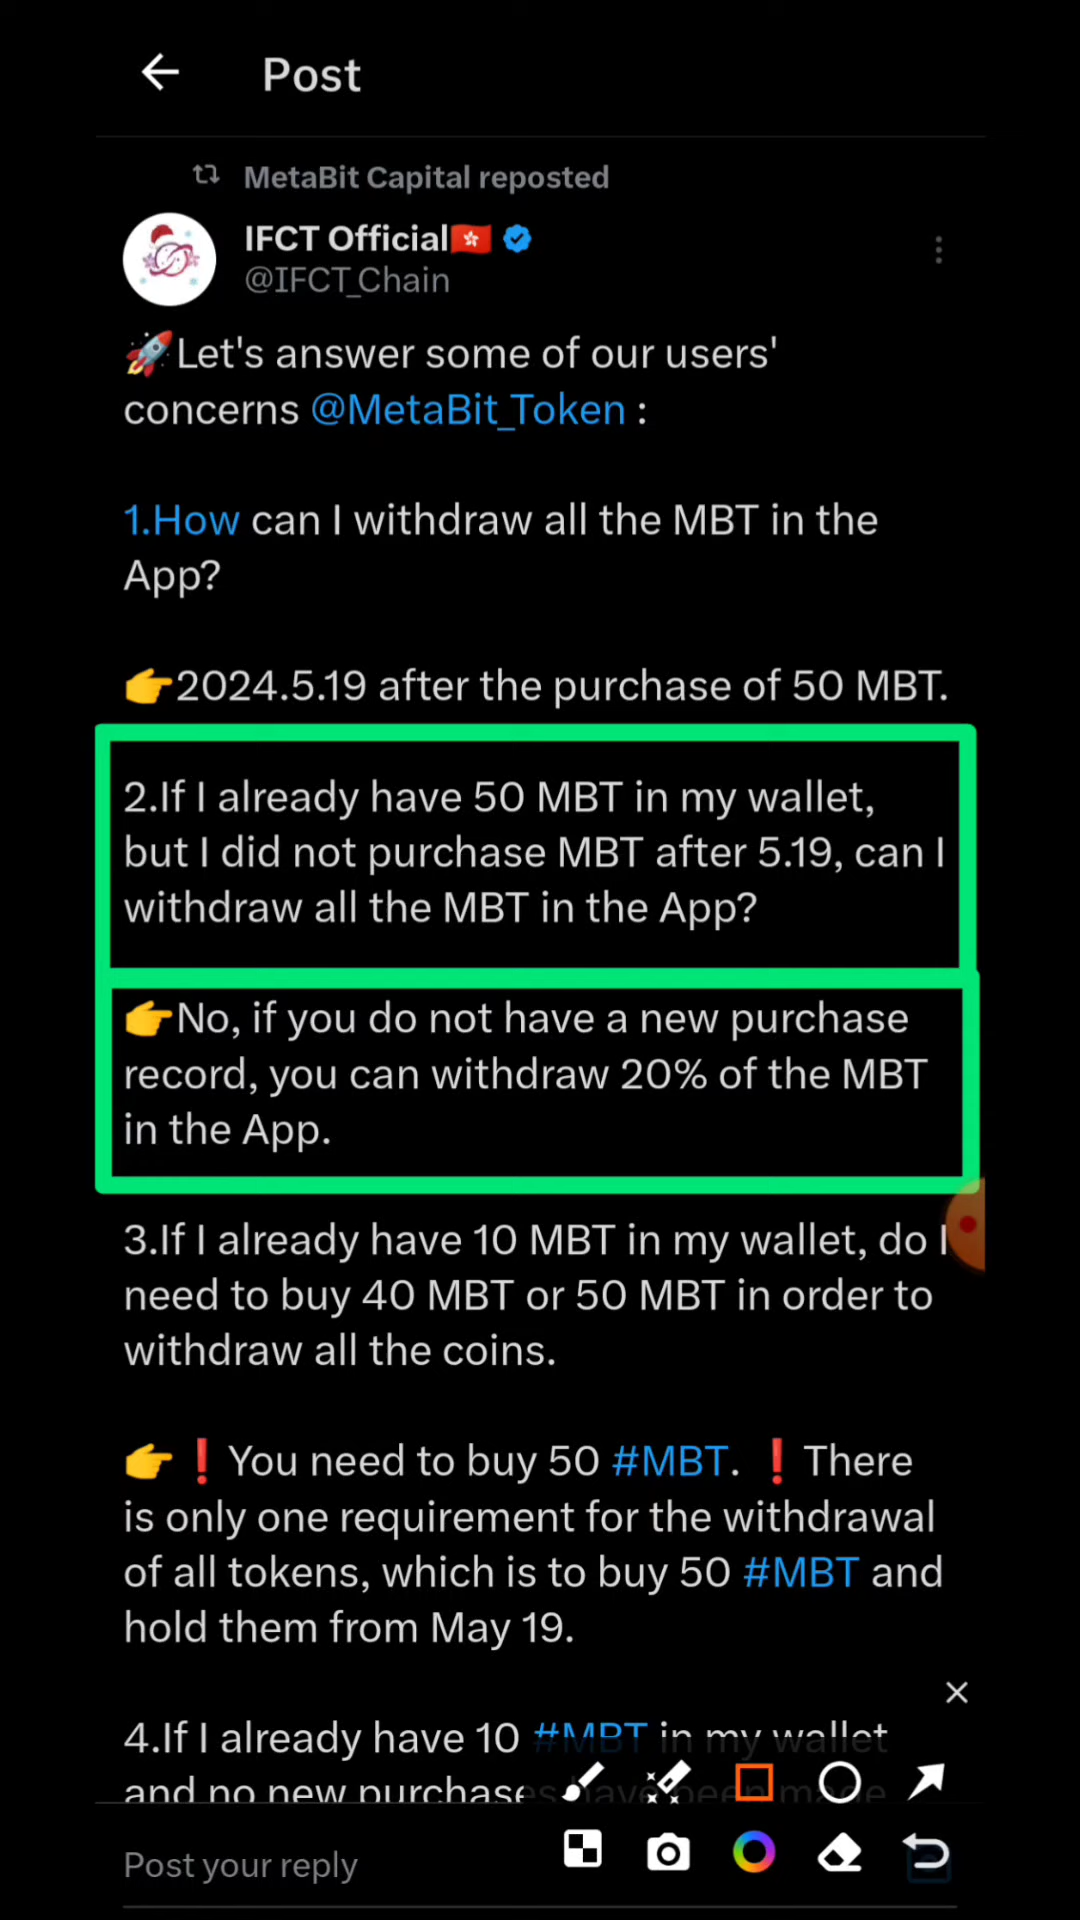 Post
MetaBit Capital reposted
IFCT Official🇭🇰
@IFCT_Chain
🚀Let's answer some of our users'
concerns @MetaBit_Token :
1.How can I withdraw all the MBT in the
App?
👉2024.5.19 after the purchase of 50 MBT.
2.If I already have 50 MBT in my wallet,
but I did not purchase MBT after 5.19, can I
withdraw all the MBT in the App?
👉No, if you do not have a new purchase
record, you can withdraw 20% of the MBT
in the App.
3.If I already have 10 MBT in my wallet, do I
need to buy 40 MBT or 50 MBT in order to
withdraw all the coins.
👉❗You need to buy 50 #MBT. ❗There
is only one requirement for the withdrawal
of all tokens, which is to buy 50 #MBT and
hold them from May 19.
4.If I already have 10 #MBT in my wallet
and no new purchases have been made
Post your reply